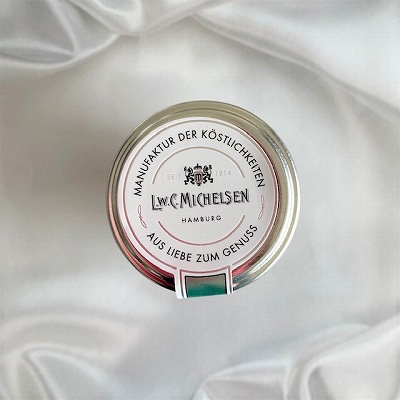 MANUFAKTUR DER KÖSTLICHKEITEN
SEIT 1814
L.W.C. MICHELSEN
HAMBURG
AUS LIEBE ZUM GENUSS